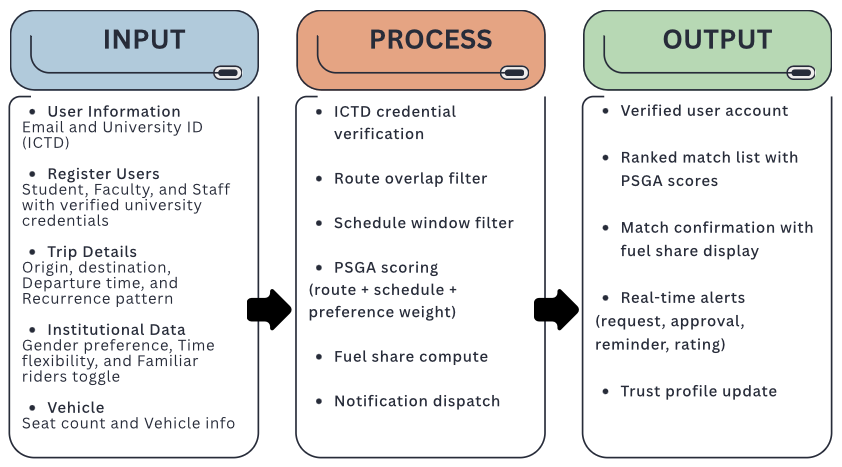 INPUT
• User Information
Email and University ID
(ICTD)
• Register Users
Student, Faculty, and Staff
with verified university
credentials
• Trip Details
Origin, destination,
Departure time, and
Recurrence pattern
• Institutional Data
Gender preference, Time
flexibility, and Familiar
riders toggle
• Vehicle
Seat count and Vehicle info
PROCESS
• ICTD credential
verification
• Route overlap filter
• Schedule window filter
• PSGA scoring
(route + schedule +
preference weight)
• Fuel share compute
• Notification dispatch
OUTPUT
• Verified user account
• Ranked match list with
PSGA scores
• Match confirmation with
fuel share display
• Real-time alerts
(request, approval,
reminder, rating)
• Trust profile update